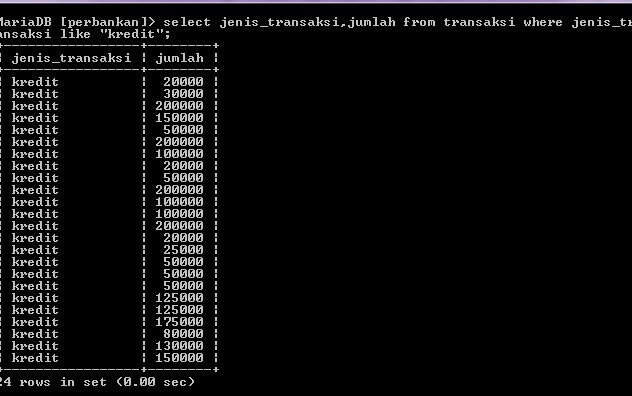 MariaDB [perbankan]> select jenis_transaksi,jumlah from transaksi where jenis_tr
ansaksi like "kredit";
+-----------------+--------+
| jenis_transaksi | jumlah |
+-----------------+--------+
| kredit          |  20000 |
| kredit          |  30000 |
| kredit          | 200000 |
| kredit          | 150000 |
| kredit          |  50000 |
| kredit          | 200000 |
| kredit          | 100000 |
| kredit          |  20000 |
| kredit          |  50000 |
| kredit          | 200000 |
| kredit          | 100000 |
| kredit          | 100000 |
| kredit          | 200000 |
| kredit          |  20000 |
| kredit          |  25000 |
| kredit          |  50000 |
| kredit          |  50000 |
| kredit          |  50000 |
| kredit          | 125000 |
| kredit          | 125000 |
| kredit          | 175000 |
| kredit          |  80000 |
| kredit          | 130000 |
| kredit          | 150000 |
+-----------------+--------+
24 rows in set (0.00 sec)